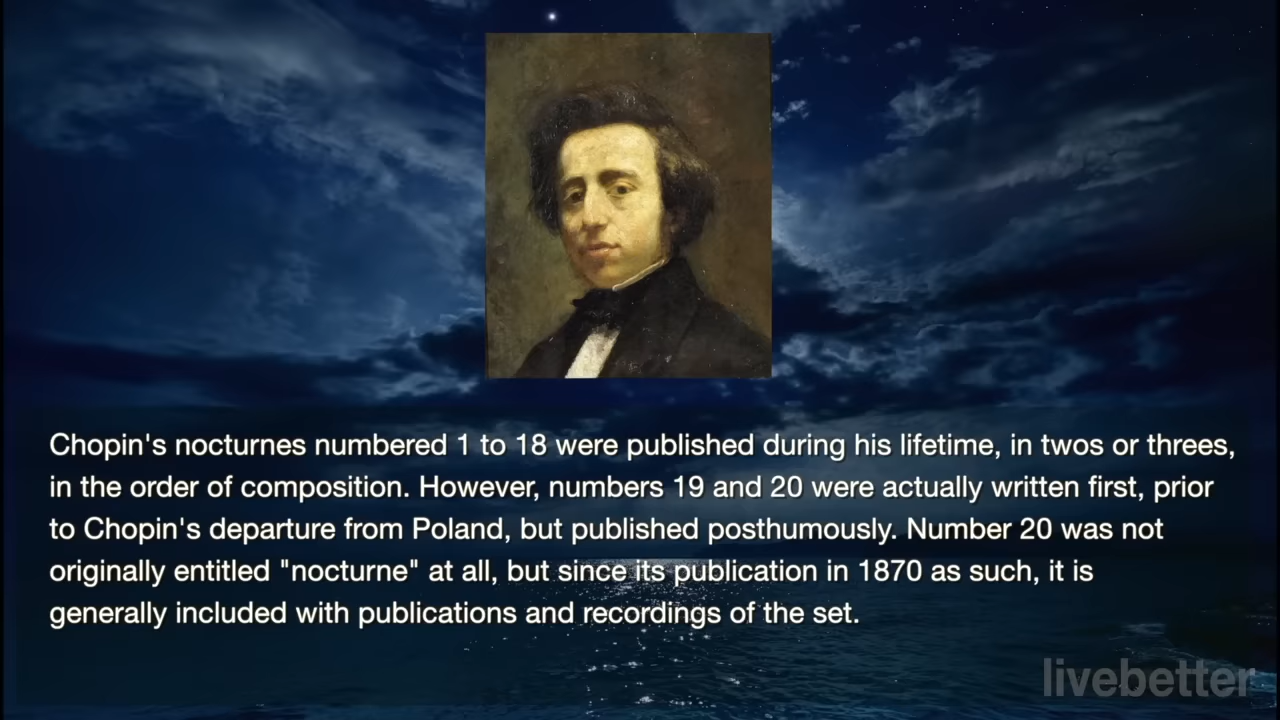 Chopin's nocturnes numbered 1 to 18 were published during his lifetime, in twos or threes,
in the order of composition. However, numbers 19 and 20 were actually written first, prior
to Chopin's departure from Poland, but published posthumously. Number 20 was not
originally entitled "nocturne" at all, but since its publication in 1870 as such, it is
generally included with publications and recordings of the set.
livebetter